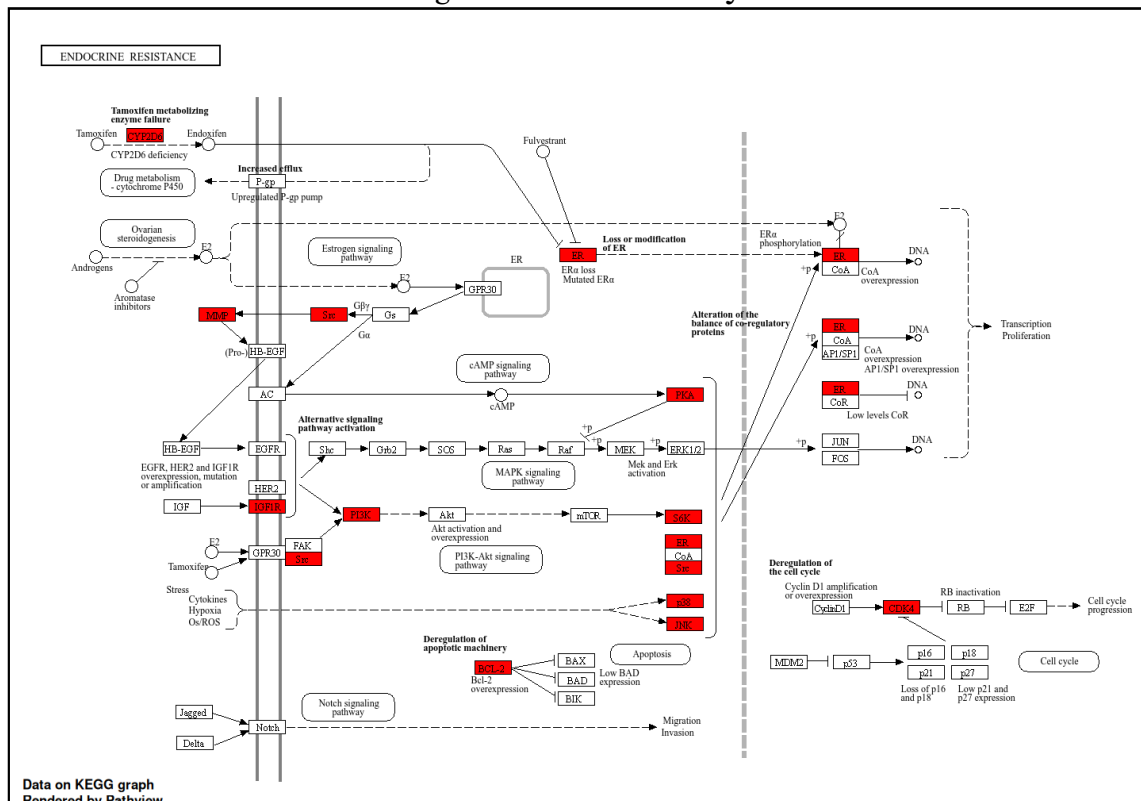 ENDOCRINE RESISTANCE
Tamoxifen metabolizing
enzyme failure
Tamoxifen
CYP2D6
Endoxifen
CYP2D6 deficiency
Fulvestrant
Increased efflux
Drug metabolism
- cytochrome P450
P-gp
Upregulated P-gp pump
Ovarian
steroidogenesis
E2
Androgens
Aromatase
inhibitors
Estrogen signaling
pathway
E2
ER
GPR30
Loss or modification
of ER
ER
ERα loss
Mutated ERα
E2
ERα
phosphorylation
+p
ER
CoA
DNA
CoA
overexpression
MMP
Src
Gβγ
Gs
Gα
(Pro-)
HB-EGF
Alteration of the
balance of co-regulatory
proteins
+p
ER
CoA
AP1/SP1
DNA
CoA
overexpression
AP1/SP1 overexpression
Transcription
Proliferation
cAMP signaling
pathway
AC
cAMP
PKA
ER
CoR
DNA
Low levels CoR
Alternative signaling
pathway activation
HB-EGF
EGFR
Shc
Grb2
SOS
Ras
Raf
+p
+p
MEK
+p
ERK1/2
+p
JUN
FOS
DNA
MAPK signaling
pathway
Mek and Erk
activation
EGFR, HER2 and IGF1R
overexpression, mutation
or amplification
HER2
IGF
IGF1R
PI3K
Akt
mTOR
S6K
Akt activation and
overexpression
PI3K-Akt signaling
pathway
E2
GPR30
FAK
Src
Tamoxifen
ER
CoA
Src
Stress
Cytokines
Hypoxia
Os/ROS
p38
JNK
Deregulation of
the cell cycle
Cyclin D1 amplification
or overexpression
RB inactivation
CyclinD1
CDK4
RB
E2F
Cell cycle
progression
MDM2
p53
p16
p18
p21
p27
Cell cycle
Loss of p16
and p18
Low p21 and
p27 expression
Deregulation of
apoptotic machinery
Apoptosis
BCL-2
Bcl-2
overexpression
BAX
BAD
BIK
Low BAD
expression
Notch signaling
pathway
Jagged
Delta
Notch
Migration
Invasion
Data on KEGG graph
Rendered by Pathview